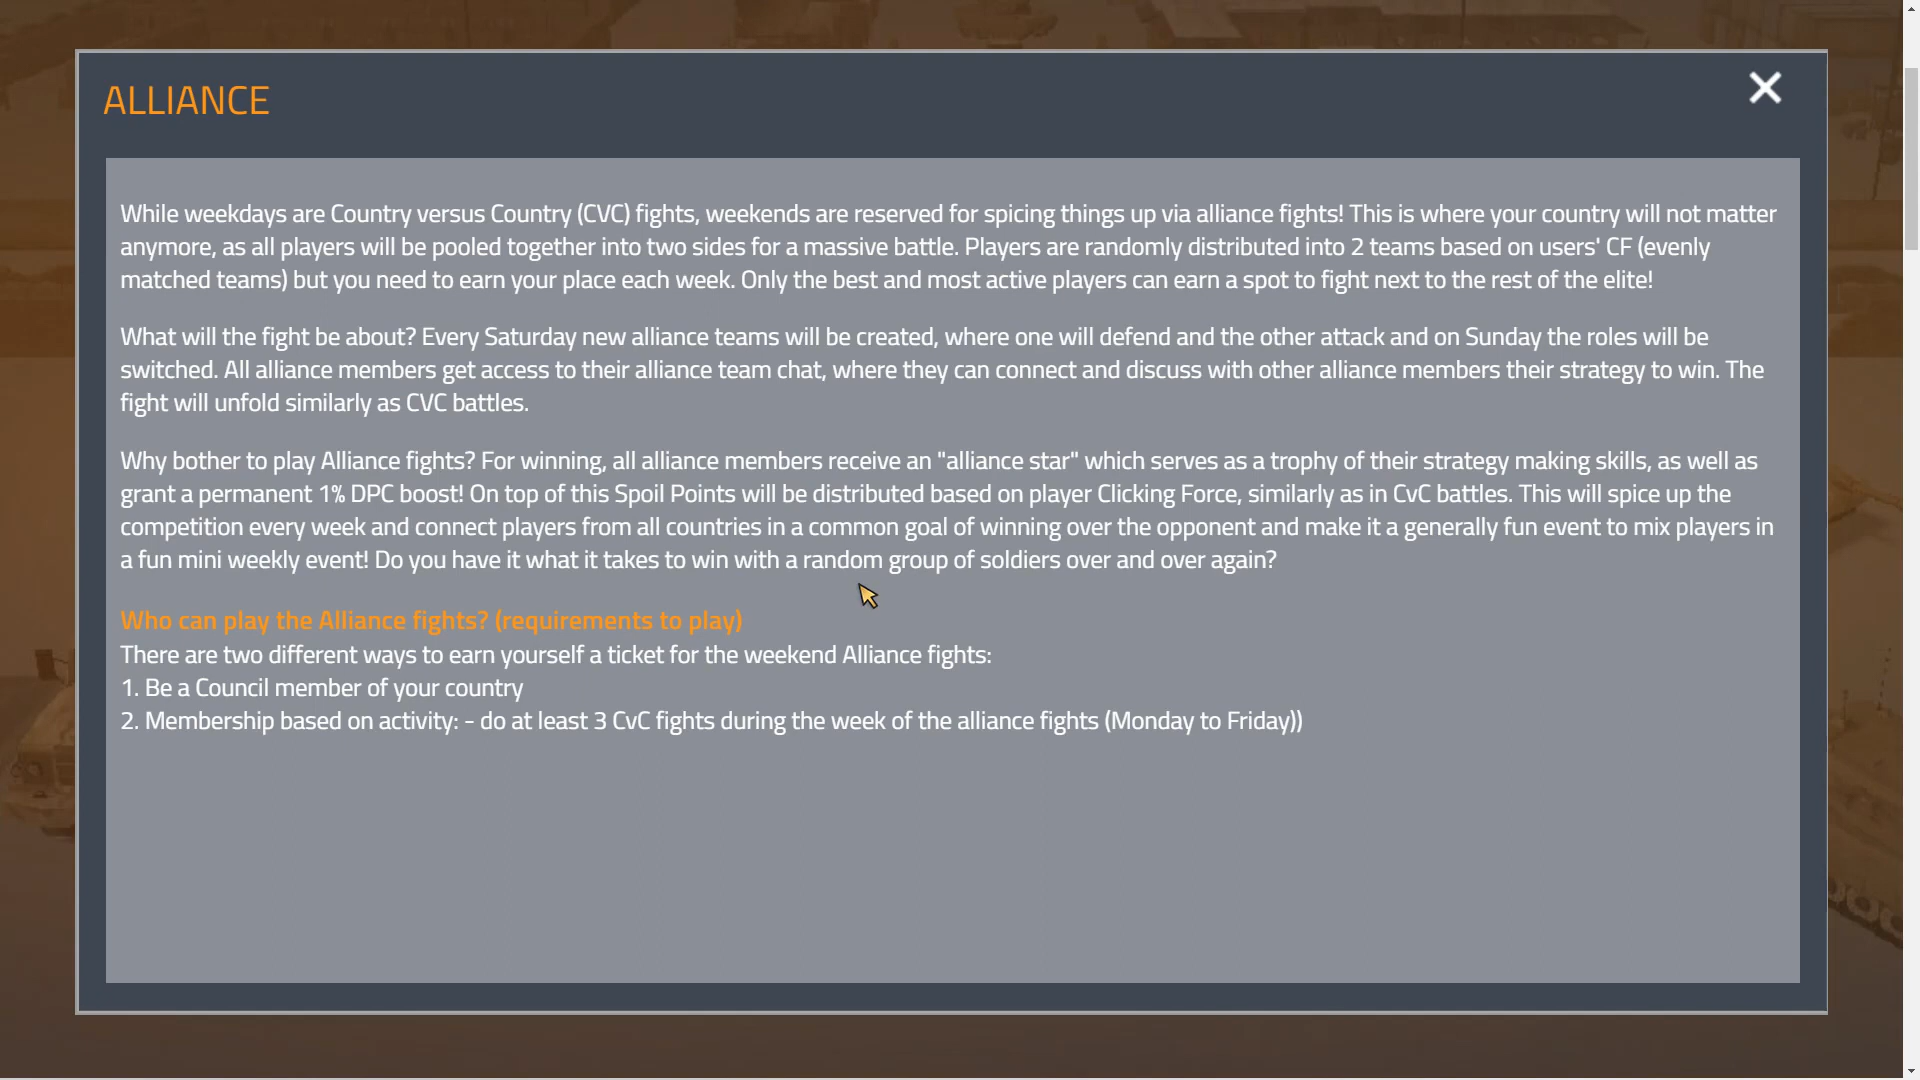 ALLIANCE
While weekdays are Country versus Country (CVC) fights, weekends are reserved for spicing things up via alliance fights! This is where your country will not matter
anymore, as all players will be pooled together into two sides for a massive battle. Players are randomly distributed into 2 teams based on users' CF (evenly
matched teams) but you need to earn your place each week. Only the best and most active players can earn a spot to fight next to the rest of the elite!
What will the fight be about? Every Saturday new alliance teams will be created, where one will defend and the other attack and on Sunday the roles will be
switched. All alliance members get access to their alliance team chat, where they can connect and discuss with other alliance members their strategy to win. The
fight will unfold similarly as CVC battles.
Why bother to play Alliance fights? For winning, all alliance members receive an "alliance star" which serves as a trophy of their strategy making skills, as well as
grant a permanent 1% DPC boost! On top of this Spoil Points will be distributed based on player Clicking Force, similarly as in CvC battles. This will spice up the
competition every week and connect players from all countries in a common goal of winning over the opponent and make it a generally fun event to mix players in
a fun mini weekly event! Do you have it what it takes to win with a random group of soldiers over and over again?
Who can play the Alliance fights? (requirements to play)
There are two different ways to earn yourself a ticket for the weekend Alliance fights:
1. Be a Council member of your country
2. Membership based on activity: - do at least 3 CvC fights during the week of the alliance fights (Monday to Friday))